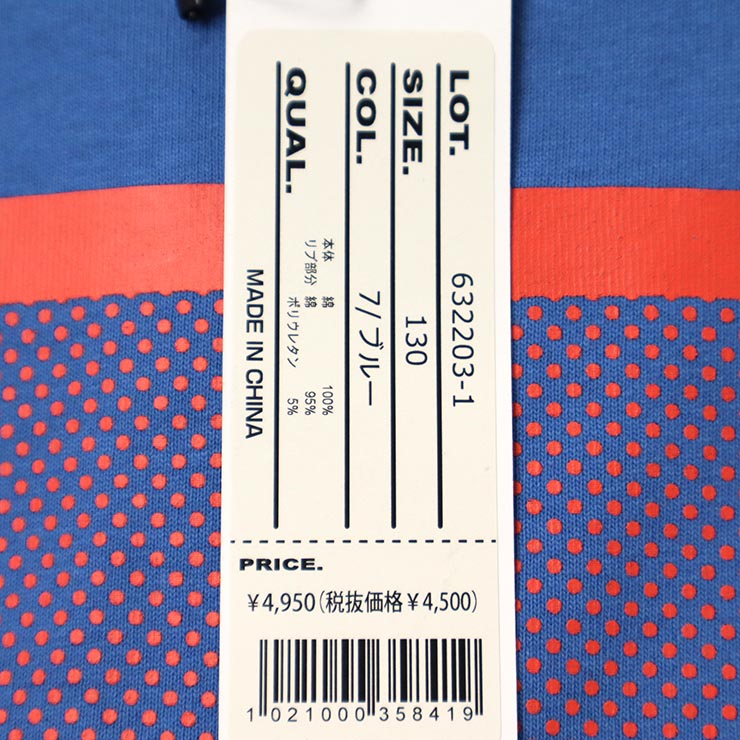 LOT. 632203-1
SIZE. 130
COL. 7/ブルー
QUAL.
本体 綿 100%
リブ部分 綿 95%
ポリウレタン 5%
MADE IN CHINA
PRICE.
¥4,950(税抜価格¥4,500)
1021000358419